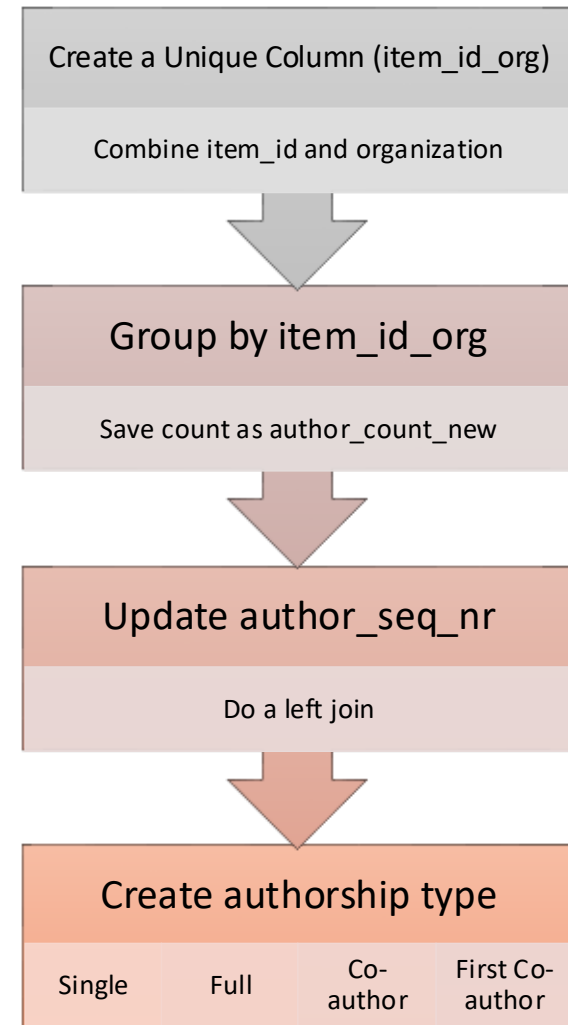 Create a Unique Column (item_id_org)
Combine item_id and organization
Group by item_id_org
Save count as author_count_new
Update author_seq_nr
Do a left join
Create authorship type
Single
Full
Co-
author
First Co-
author